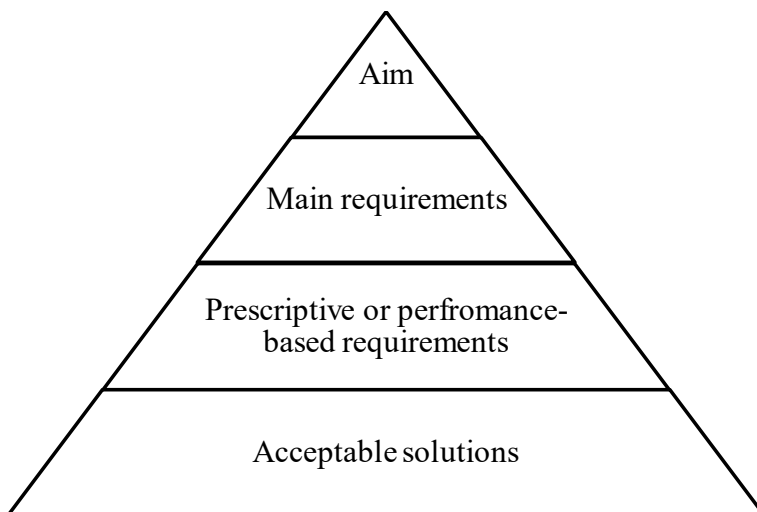 Aim
Main requirements
Prescriptive or perfromance-
based requirements
Acceptable solutions